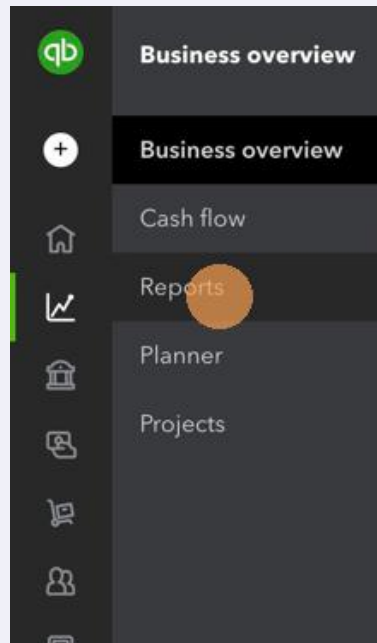 qb
Business overview
Business overview
Cash flow
Reports
Planner
Projects